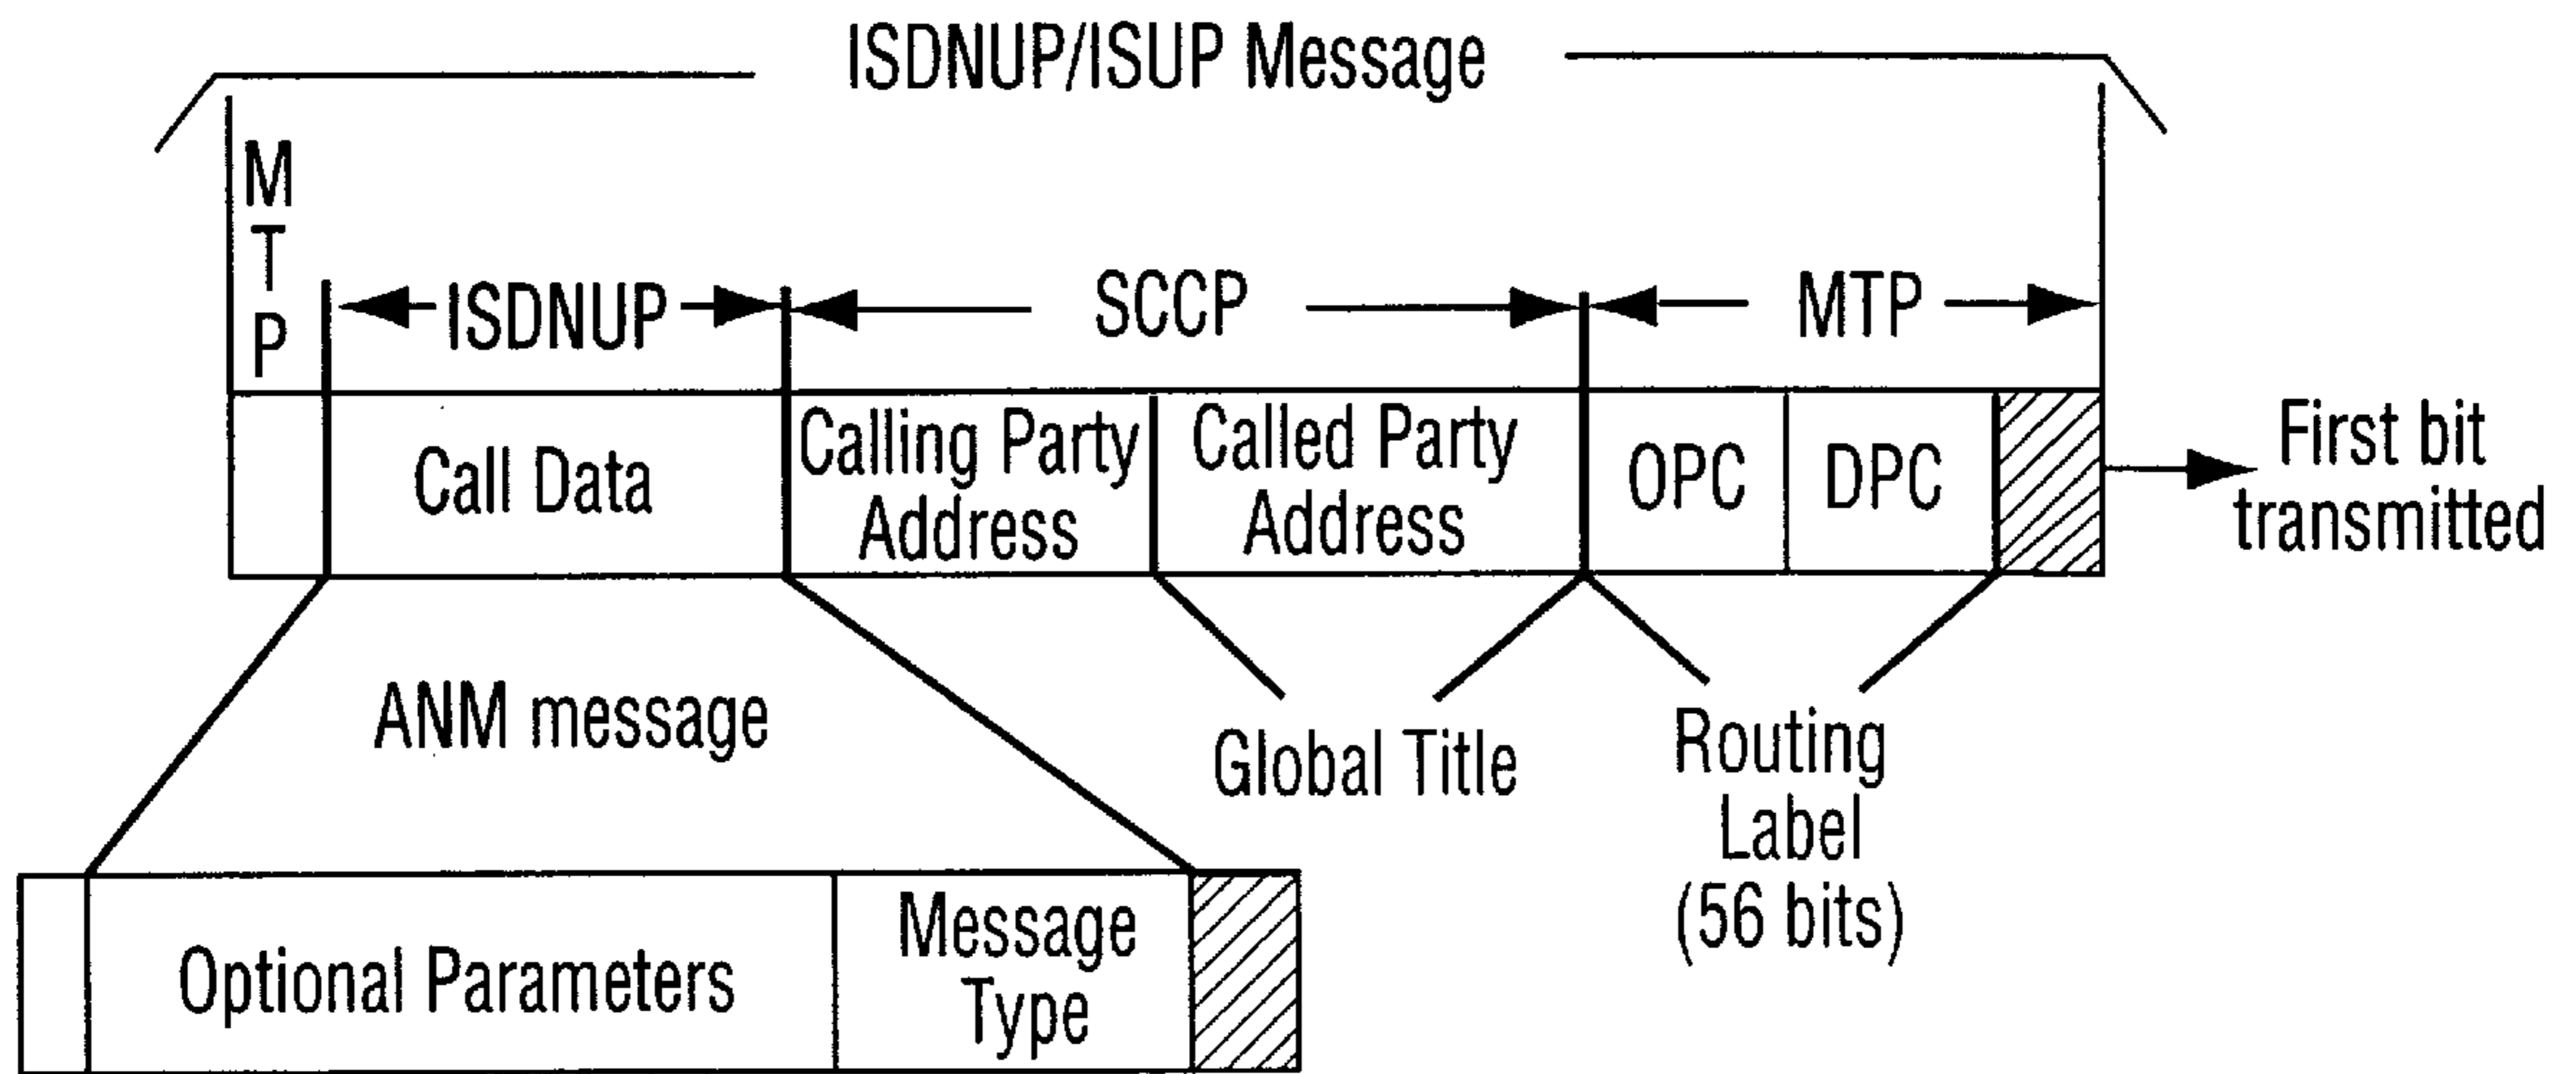 ISDNUP/ISUP Message
MTP
ISDNUP
SCCP
MTP
Call Data
Calling Party
Address
Called Party
Address
OPC
DPC
First bit
transmitted
ANM message
Global Title
Routing
Label
(56 bits)
Optional Parameters
Message
Type